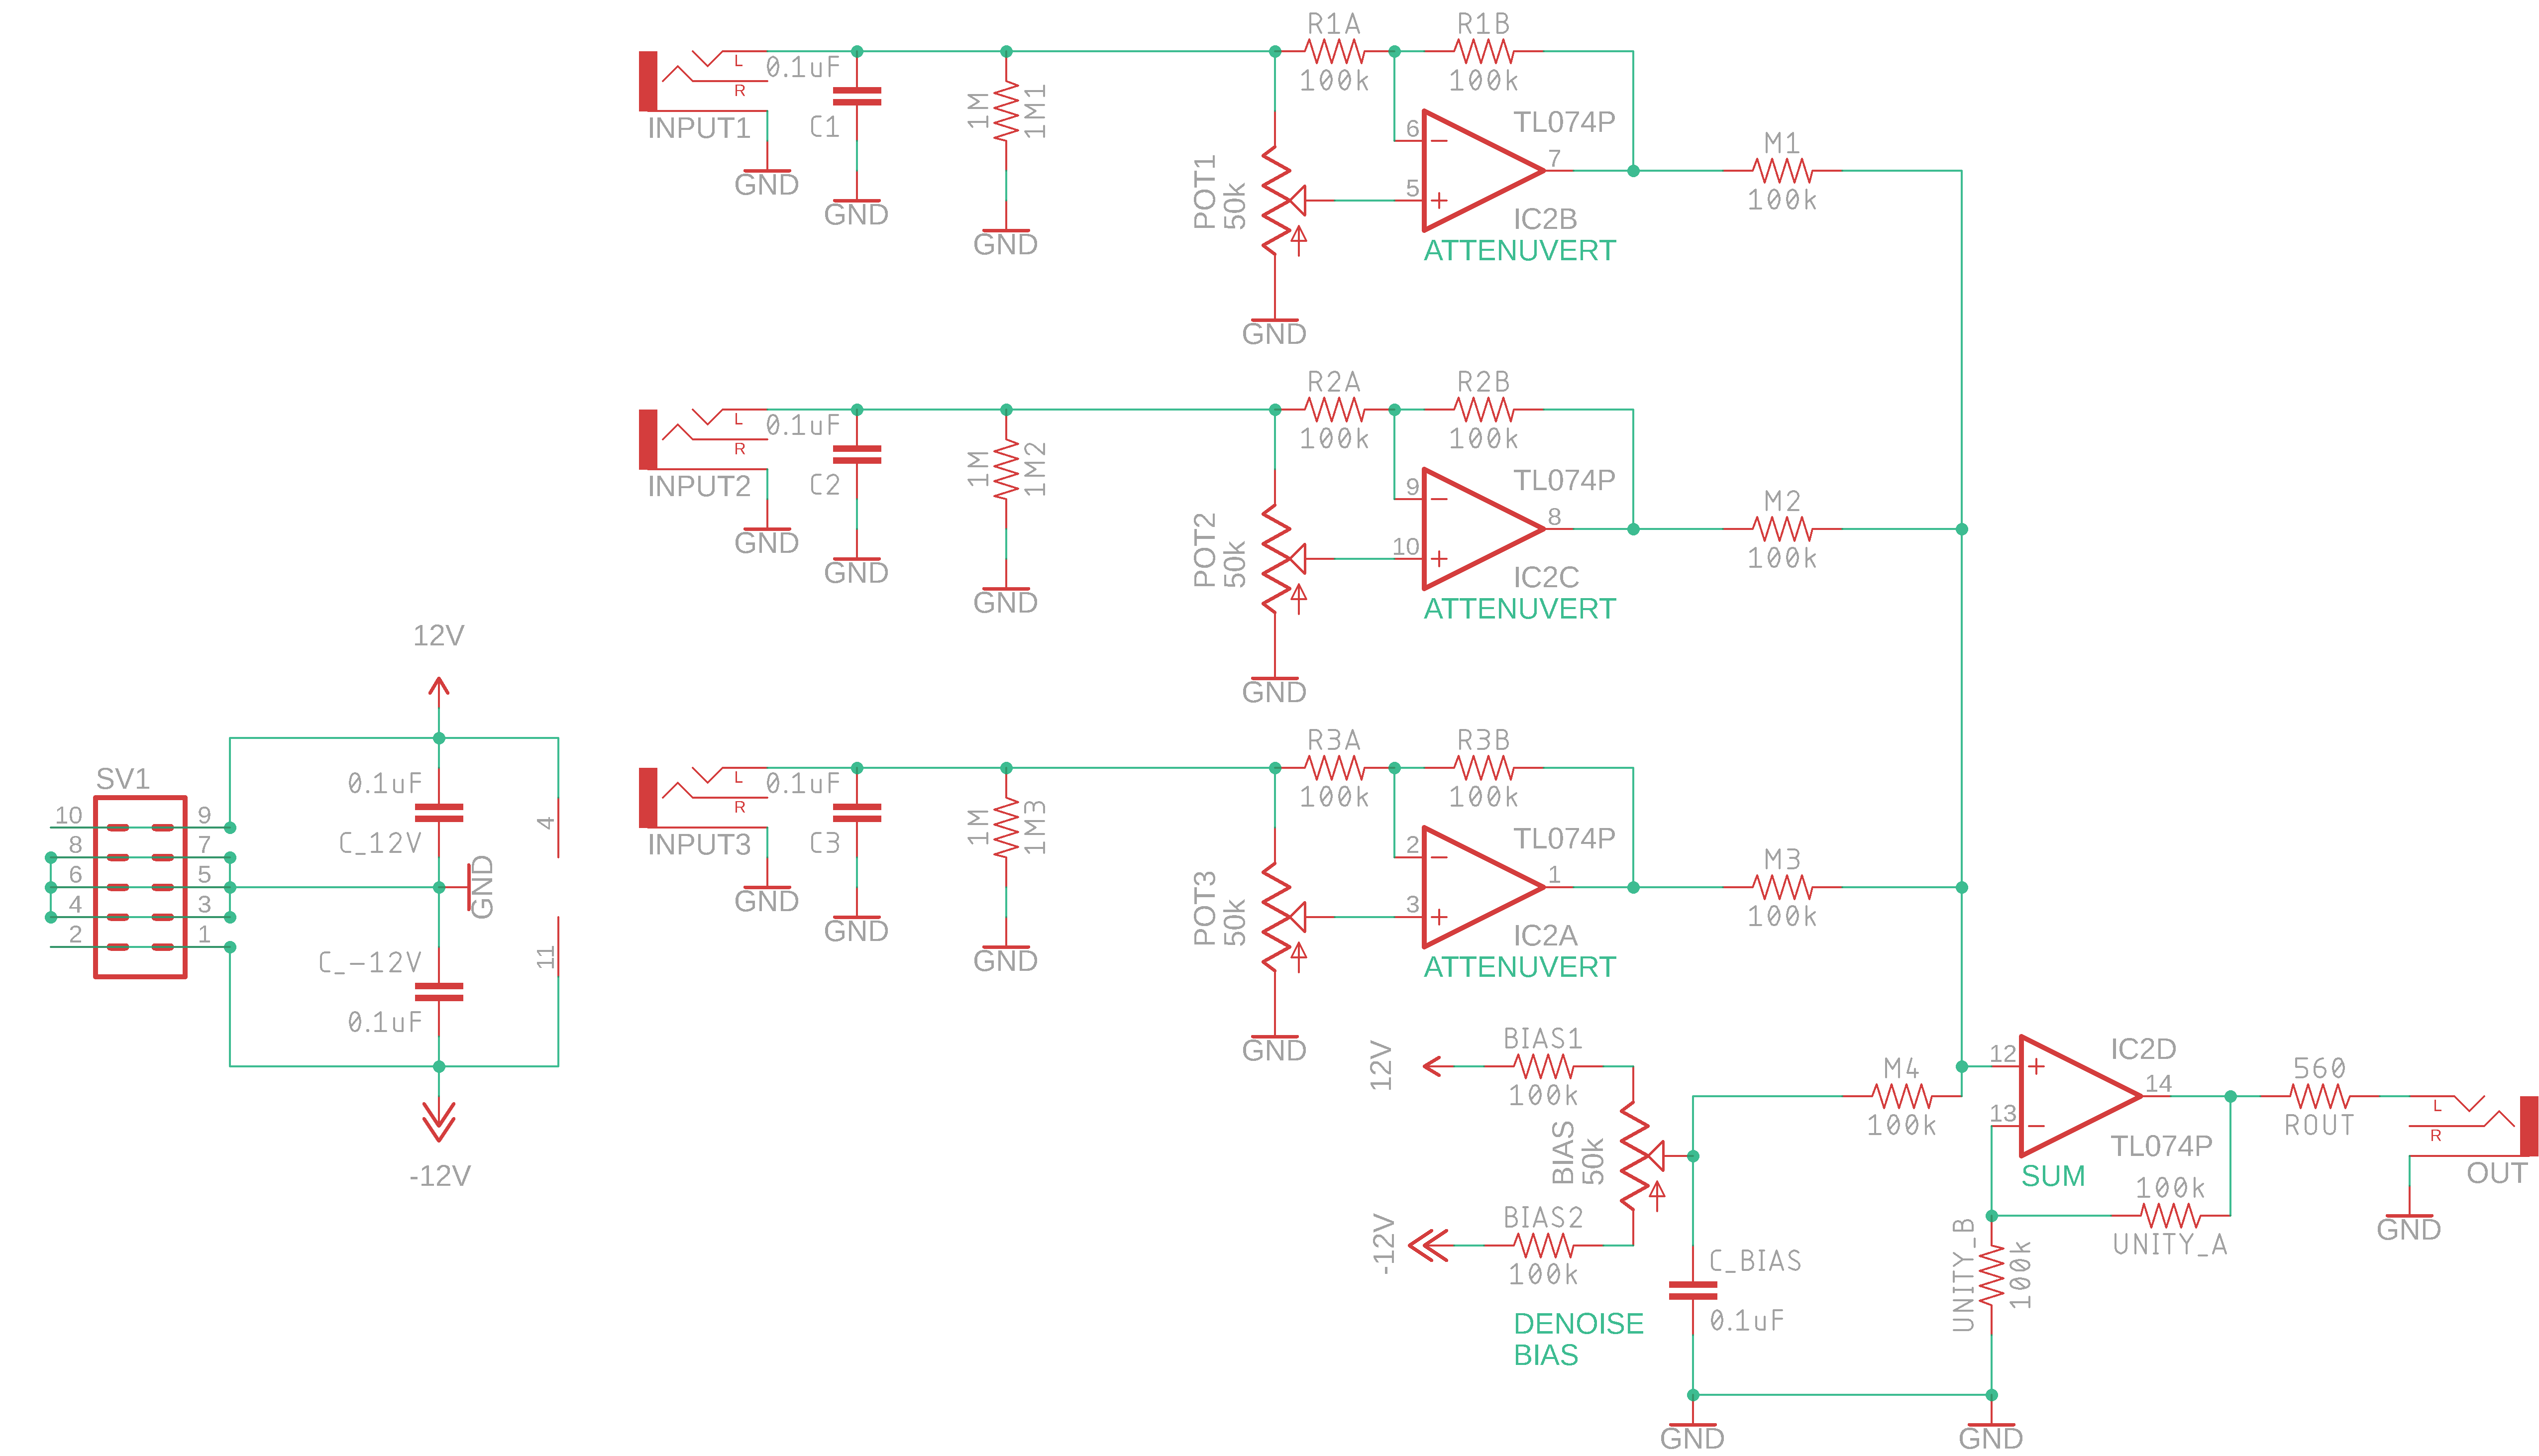 R1A
R1B
L
0.1uF
R
100k
100k
INPUT1
C1
1M
1M1
GND
GND
GND
POT1
50k
6
5
7
TL074P
IC2B
ATTENUVERT
M1
100k
GND
R2A
R2B
L
0.1uF
R
100k
100k
INPUT2
C2
1M
1M2
GND
GND
GND
POT2
50k
9
10
8
TL074P
IC2C
ATTENUVERT
M2
100k
GND
12V
SV1
10 9
8 7
6 5
4 3
2 1
0.1uF
C_12V
GND
C_-12V
0.1uF
-12V
4
11
R3A
R3B
L
0.1uF
R
100k
100k
INPUT3
C3
1M
1M3
GND
GND
GND
POT3
50k
2
3
1
TL074P
IC2A
ATTENUVERT
M3
100k
GND
12V
BIAS1
100k
BIAS
50k
-12V
BIAS2
100k
DENOISE
BIAS
C_BIAS
0.1uF
GND
M4
100k
12
13
14
IC2D
TL074P
SUM
100k
UNITY_A
UNITY_B
100k
GND
560
ROUT
L
R
OUT
GND